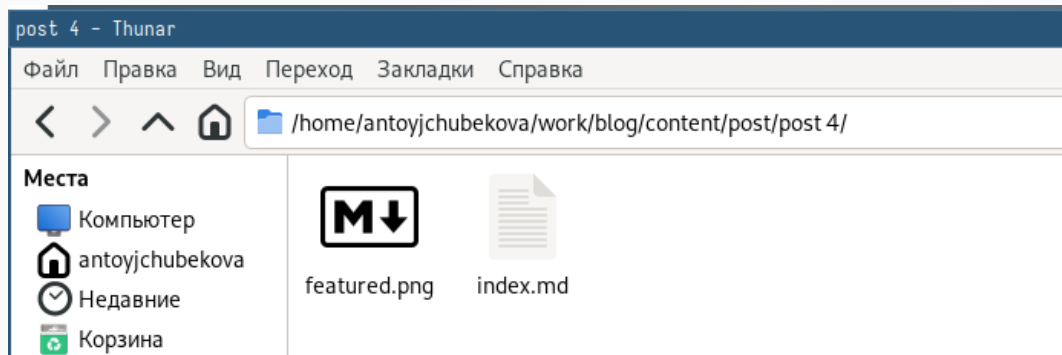 post 4 – Thunar
Файл Правка Вид Переход Закладки Справка
/home/antoyjchubekova/work/blog/content/post/post 4/
Места
Компьютер
antoyjchubekova
Недавние
Корзина
M
featured.png index.md